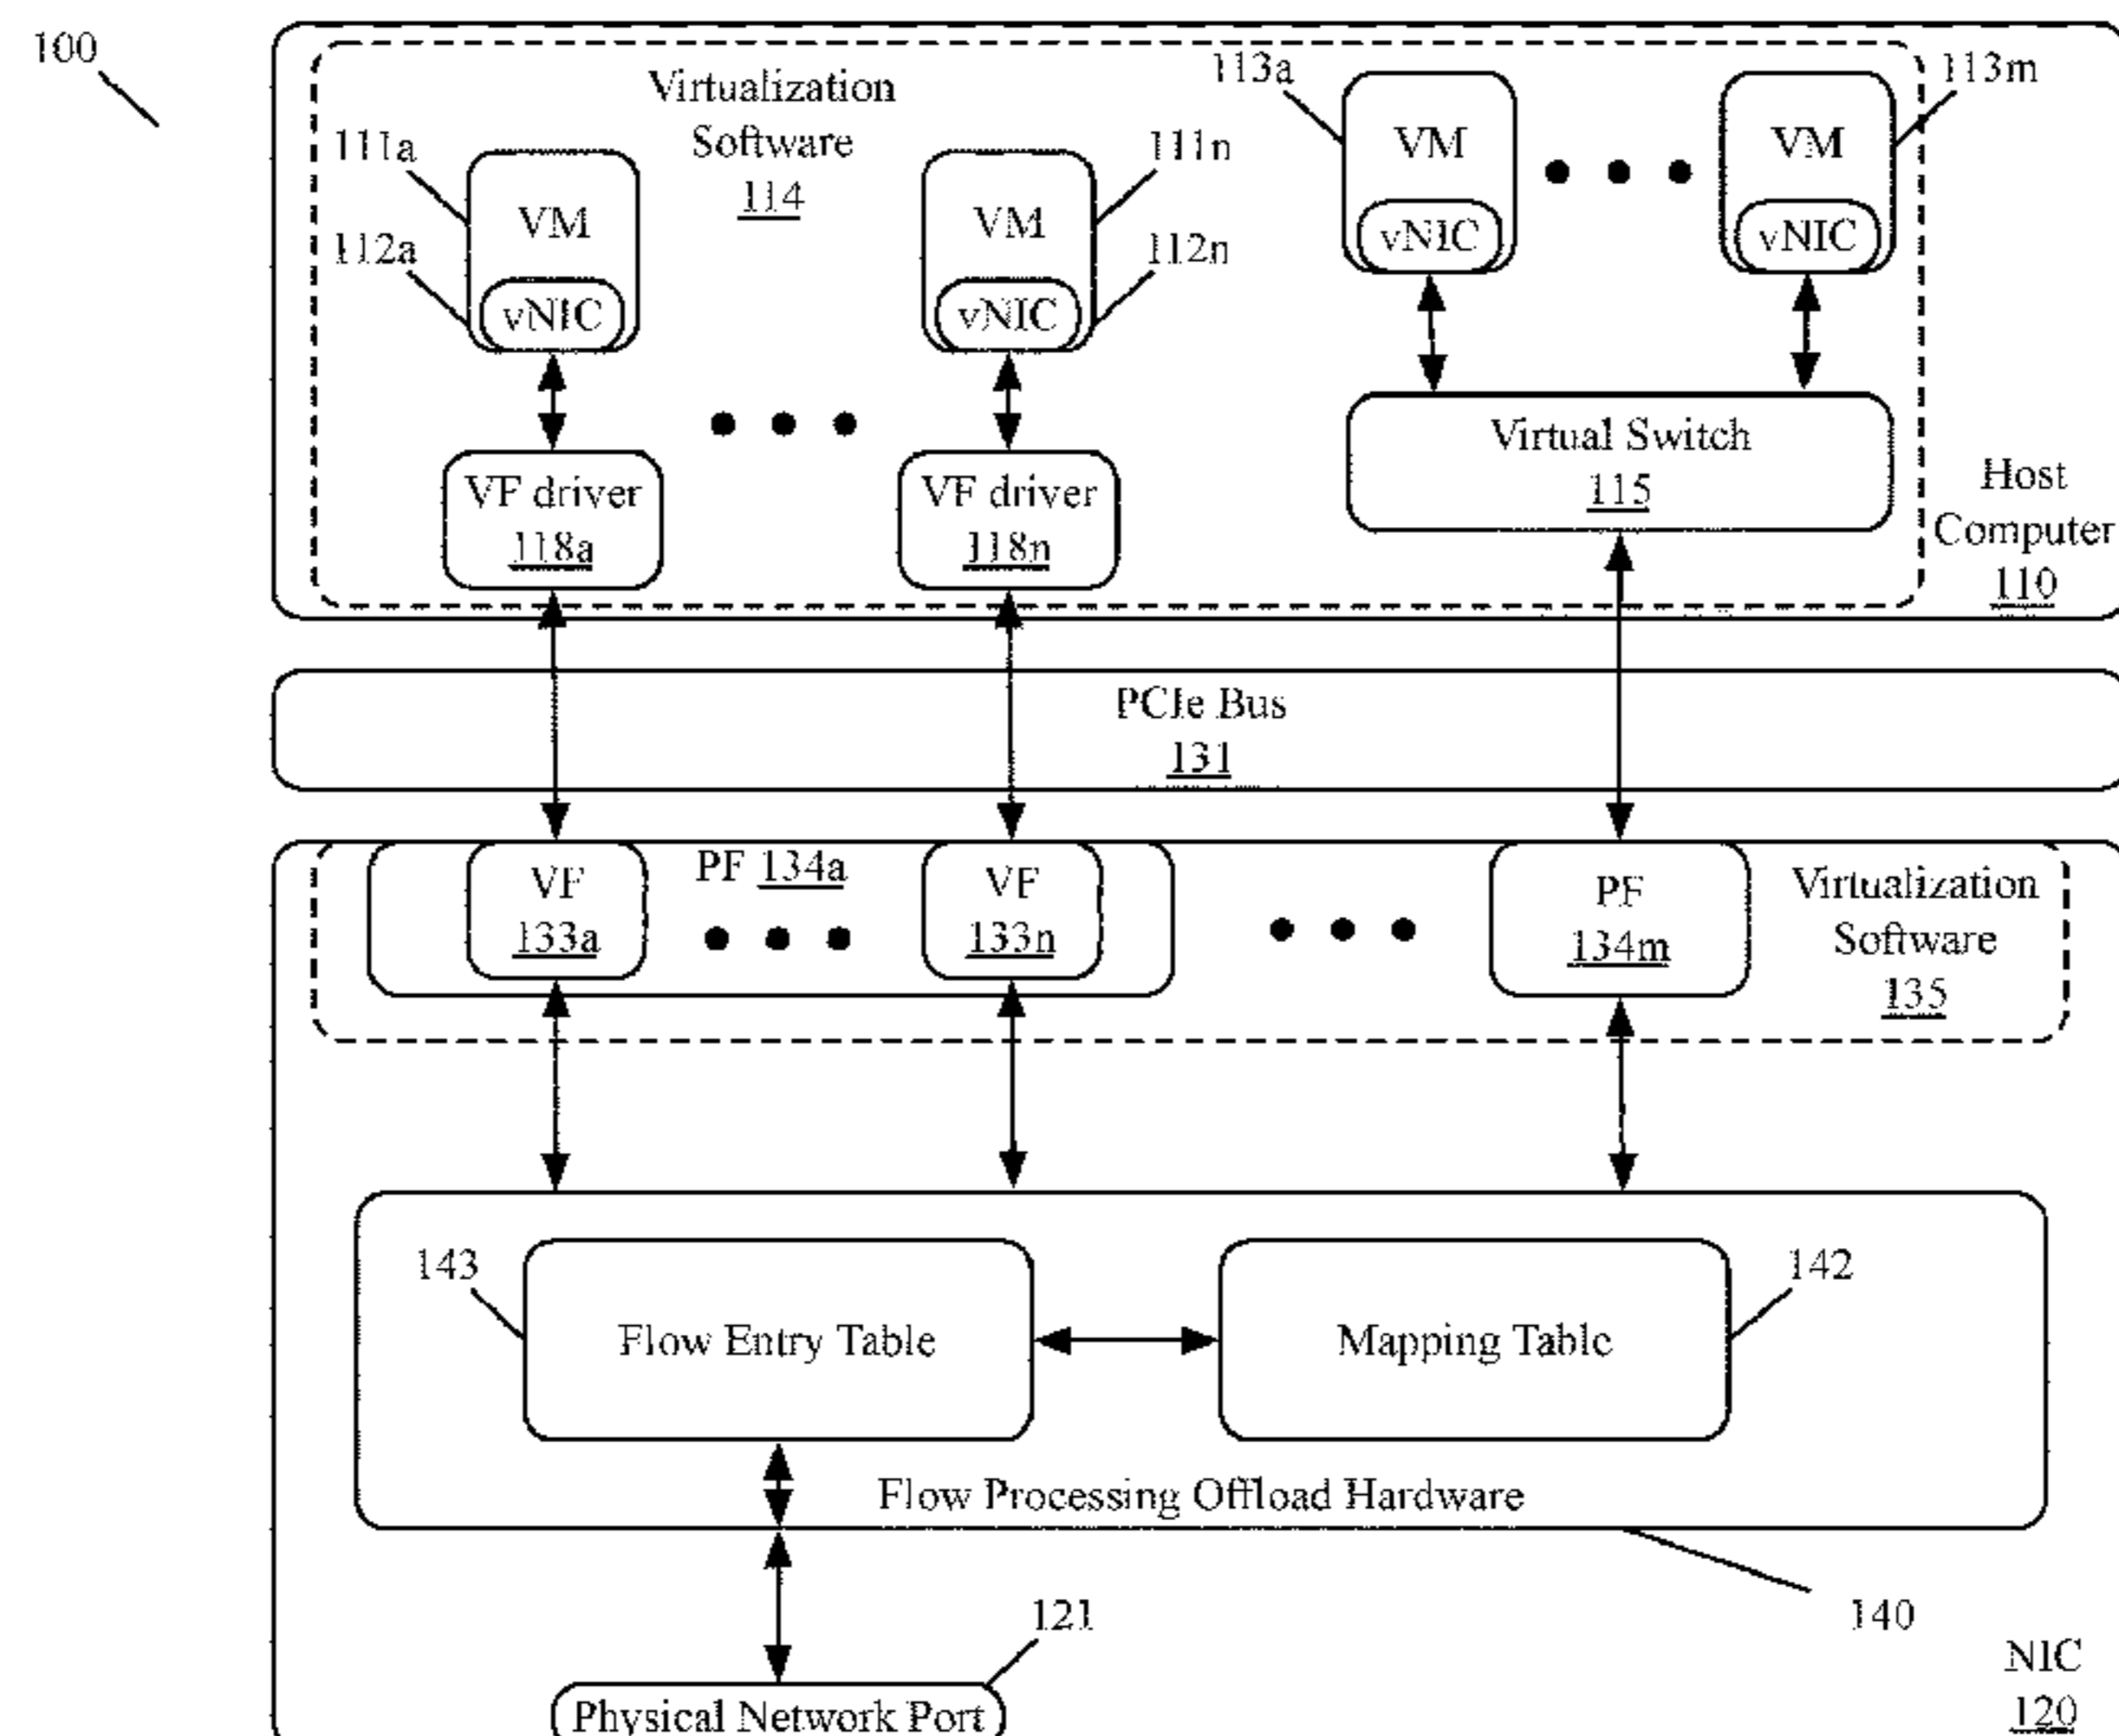 100
113a
113m
Virtualization
Software
114
VM
VM
vNIC
vNIC
111a
111n
VM
VM
112a
112n
vNIC
vNIC
VF driver
118a
VF driver
118n
Virtual Switch
115
Host
Computer
110
PCIe Bus
131
VF
133a
PF 134a
VF
133n
PF
134m
Virtualization
Software
135
143
142
Flow Entry Table
Mapping Table
Flow Processing Offload Hardware
140
121
Physical Network Port
NIC
120